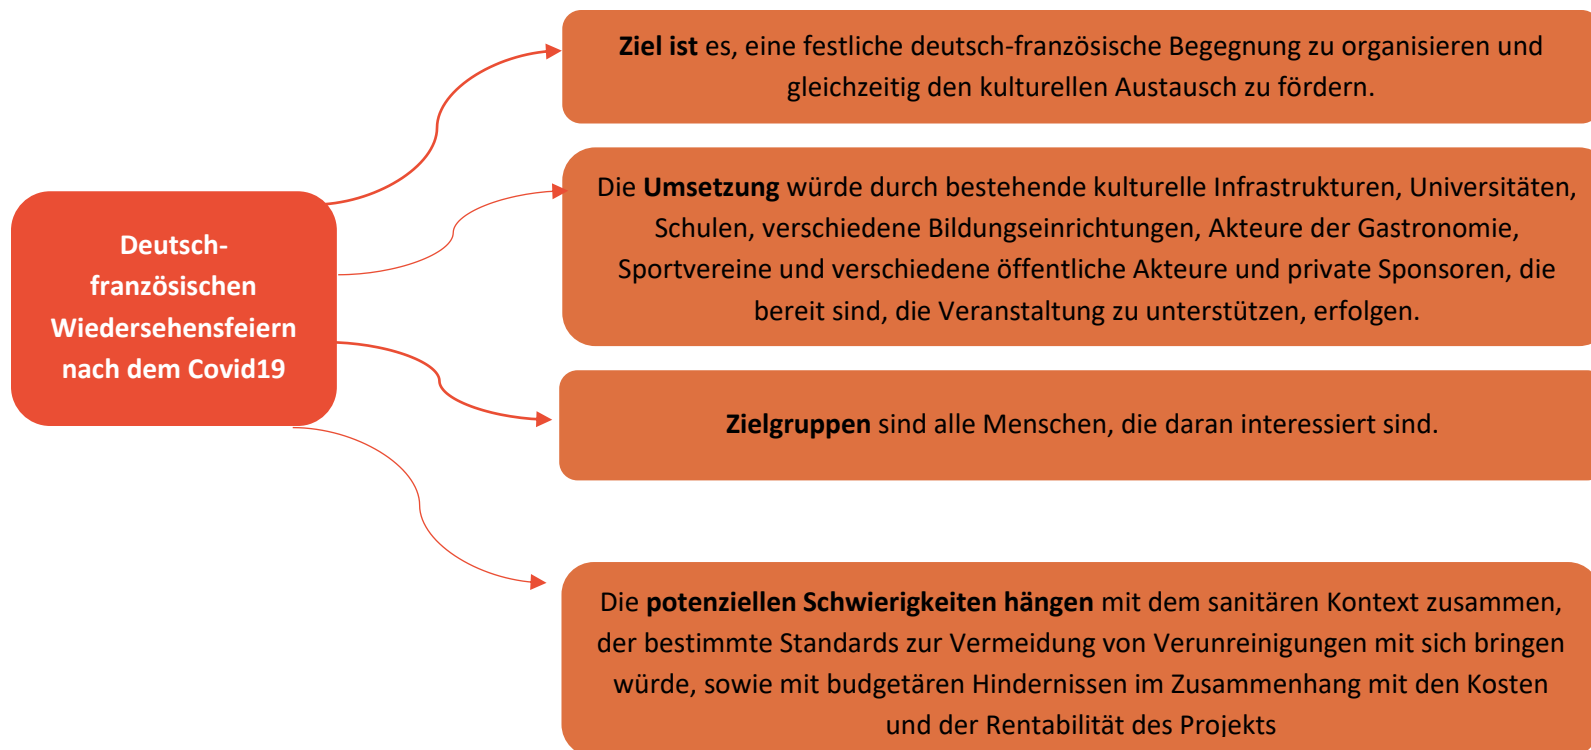 Deutsch-
französischen
Wiedersehensfeiern
nach dem Covid19
Ziel ist es, eine festliche deutsch-französische Begegnung zu organisieren und
gleichzeitig den kulturellen Austausch zu fördern.
Die Umsetzung würde durch bestehende kulturelle Infrastrukturen, Universitäten,
Schulen, verschiedene Bildungseinrichtungen, Akteure der Gastronomie,
Sportvereine und verschiedene öffentliche Akteure und private Sponsoren, die
bereit sind, die Veranstaltung zu unterstützen, erfolgen.
Zielgruppen sind alle Menschen, die daran interessiert sind.
Die potenziellen Schwierigkeiten hängen mit dem sanitären Kontext zusammen,
der bestimmte Standards zur Vermeidung von Verunreinigungen mit sich bringen
würde, sowie mit budgetären Hindernissen im Zusammenhang mit den Kosten
und der Rentabilität des Projekts